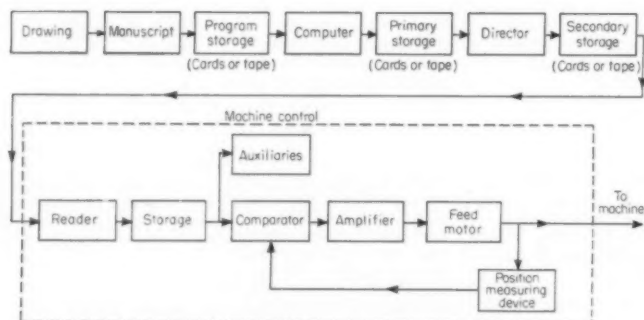 Drawing
Manuscript
Program
storage
(Cards or tape)
Computer
Primary
storage
(Cards or tape)
Director
Secondary
storage
(Cards or tape)
Machine control
Auxiliaries
Reader
Storage
Comparator
Amplifier
Feed
motor
To
machine
Position
measuring
device